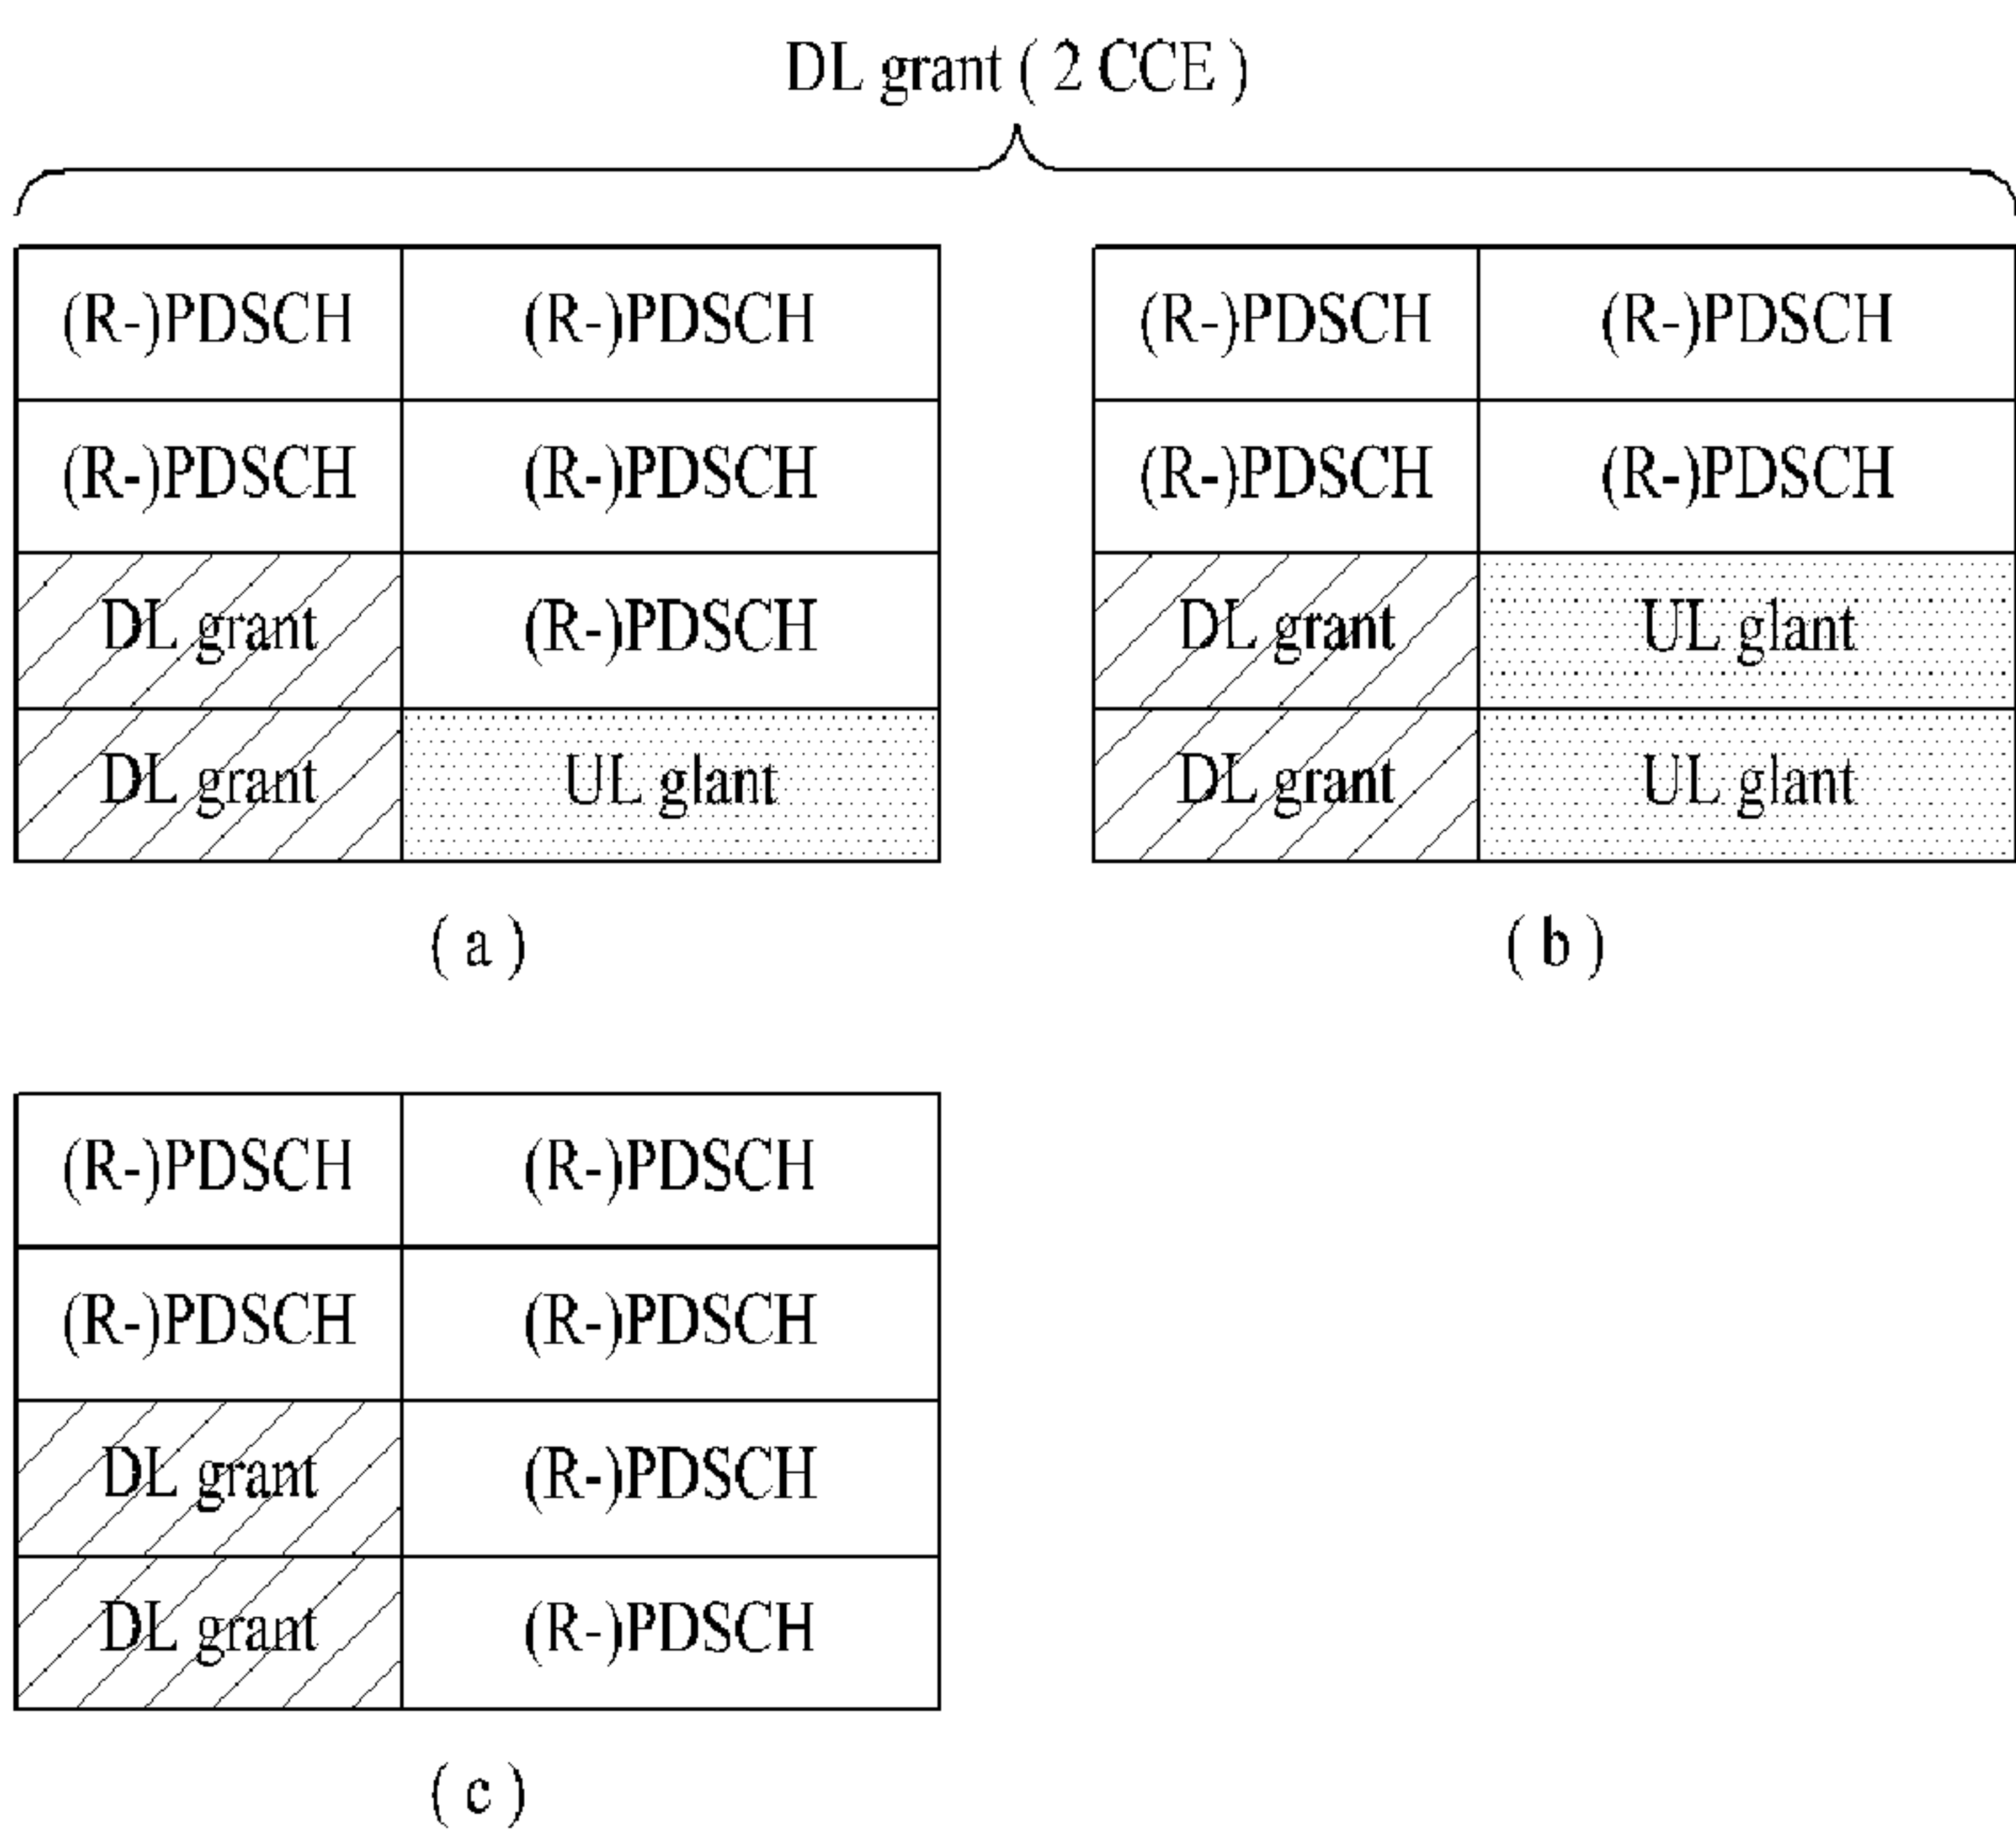 DL grant ( 2 CCE )
(R-)PDSCH (R-)PDSCH
(R-)PDSCH (R-)PDSCH
DL grant (R-)PDSCH
DL grant UL glant
( a )
(R-)PDSCH (R-)PDSCH
(R-)PDSCH (R-)PDSCH
DL grant UL glant
DL grant UL glant
( b )
(R-)PDSCH (R-)PDSCH
(R-)PDSCH (R-)PDSCH
DL grant (R-)PDSCH
DL grant (R-)PDSCH
( c )